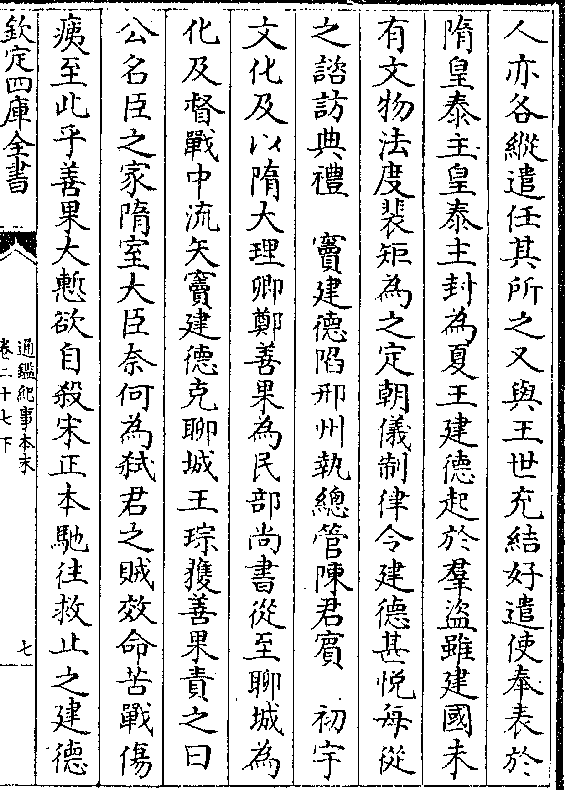 人亦各縱遣任其所之又與王世充結好遣使奉表於
隋皇泰主皇泰主封為夏王建德起於羣盜雖建國未
有文物法度裴矩為之定朝儀制律令建德甚悅每從
之諮訪典禮　竇建德陷邢州執總管陳君賓　初宇
文化及以隋大理卿鄭善果為民部尚書從至聊城為
化及督戰中流矢竇建德克聊城王琮獲善果責之曰
公名臣之家隋室大臣奈何為弒君之賊效命苦戰傷
痍至此乎善果大慙欲自殺宋正本馳往救止之建德
欽定四庫全書
通鑑紀事本末
卷二十七下
七